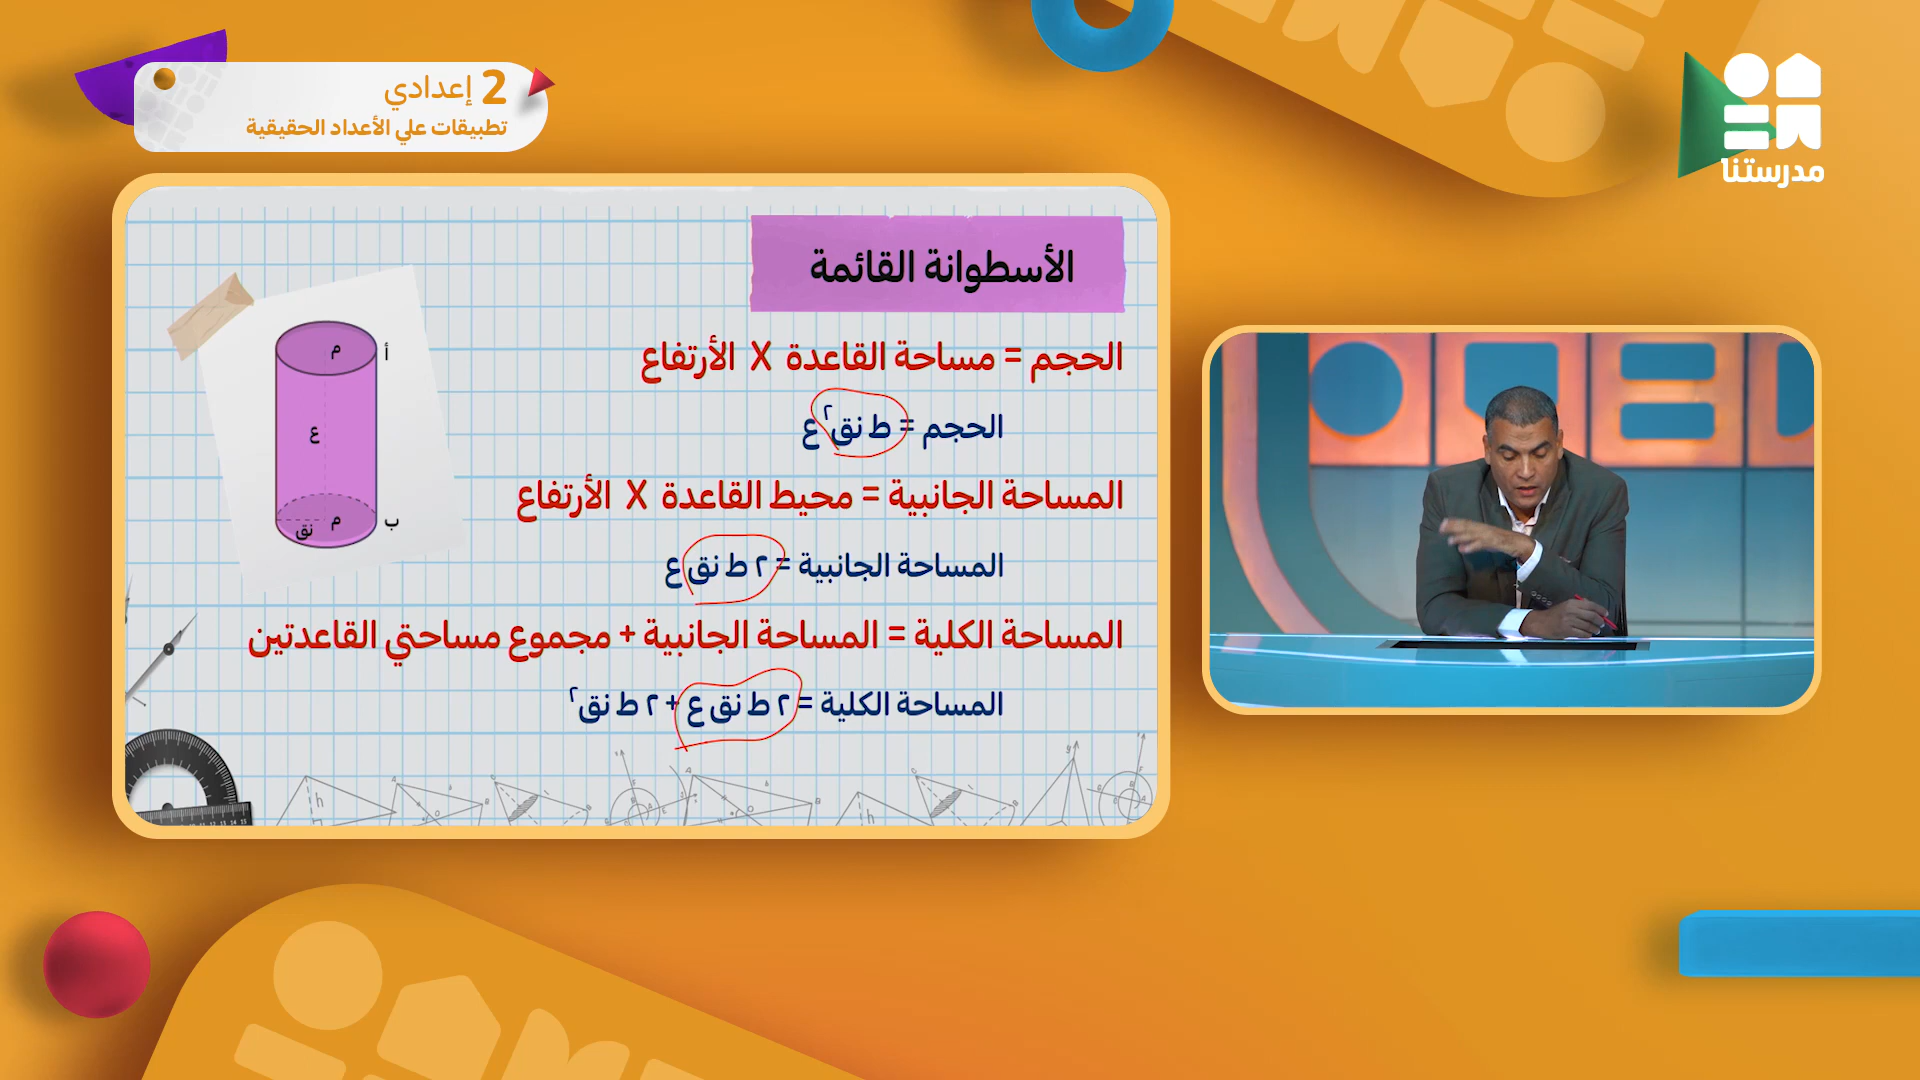 2 إعدادي
تطبيقات علي الأعداد الحقيقية
مدرستنا
الأسطوانة القائمة
الحجم = مساحة القاعدة X الأرتفاع
الحجم = ط نق٢ ع
المساحة الجانبية = محيط القاعدة X الأرتفاع
المساحة الجانبية = ٢ ط نق ع
المساحة الكلية = المساحة الجانبية + مجموع مساحتي القاعدتين
المساحة الكلية = ٢ ط نق ع + ٢ ط نق٢
م
أ
ع
م
نق
ب